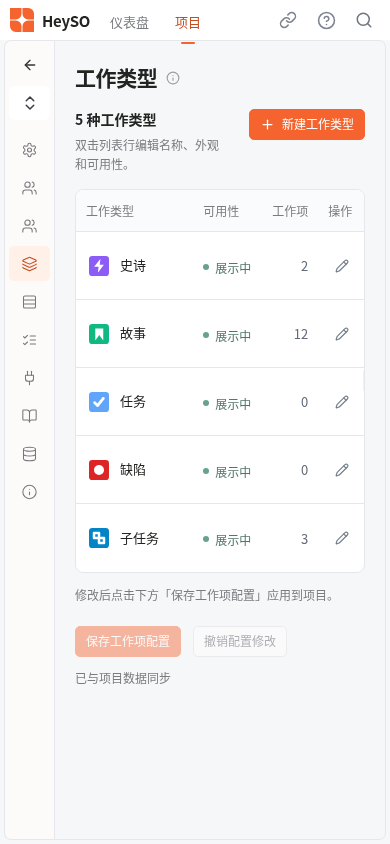 HeySO 仪表盘 项目
工作类型
5 种工作类型
双击列表行编辑名称、外观
和可用性。
新建工作类型
工作类型 可用性 工作项 操作
史诗 展示中 2
故事 展示中 12
任务 展示中 0
缺陷 展示中 0
子任务 展示中 3
修改后点击下方「保存工作项配置」应用到项目。
保存工作项配置 撤销配置修改
已与项目数据同步